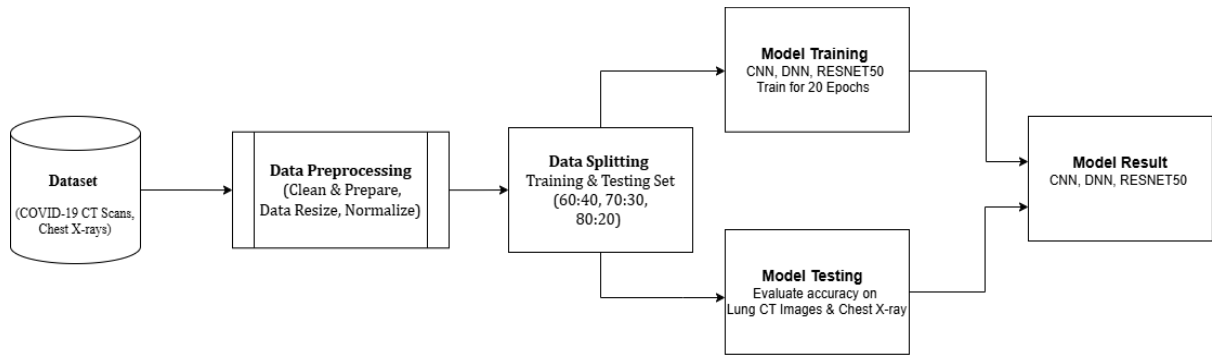 Dataset
(COVID-19 CT Scans,
Chest X-rays)
Data Preprocessing
(Clean & Prepare,
Data Resize, Normalize)
Data Splitting
Training & Testing Set
(60:40, 70:30,
80:20)
Model Training
CNN, DNN, RESNET50
Train for 20 Epochs
Model Testing
Evaluate accuracy on
Lung CT Images & Chest X-ray
Model Result
CNN, DNN, RESNET50